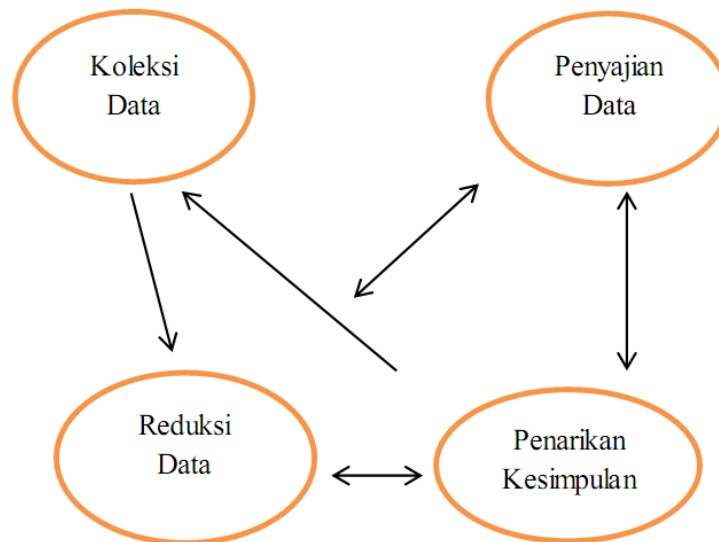 Koleksi
Data
Penyajian
Data
Reduksi
Data
Penarikan
Kesimpulan